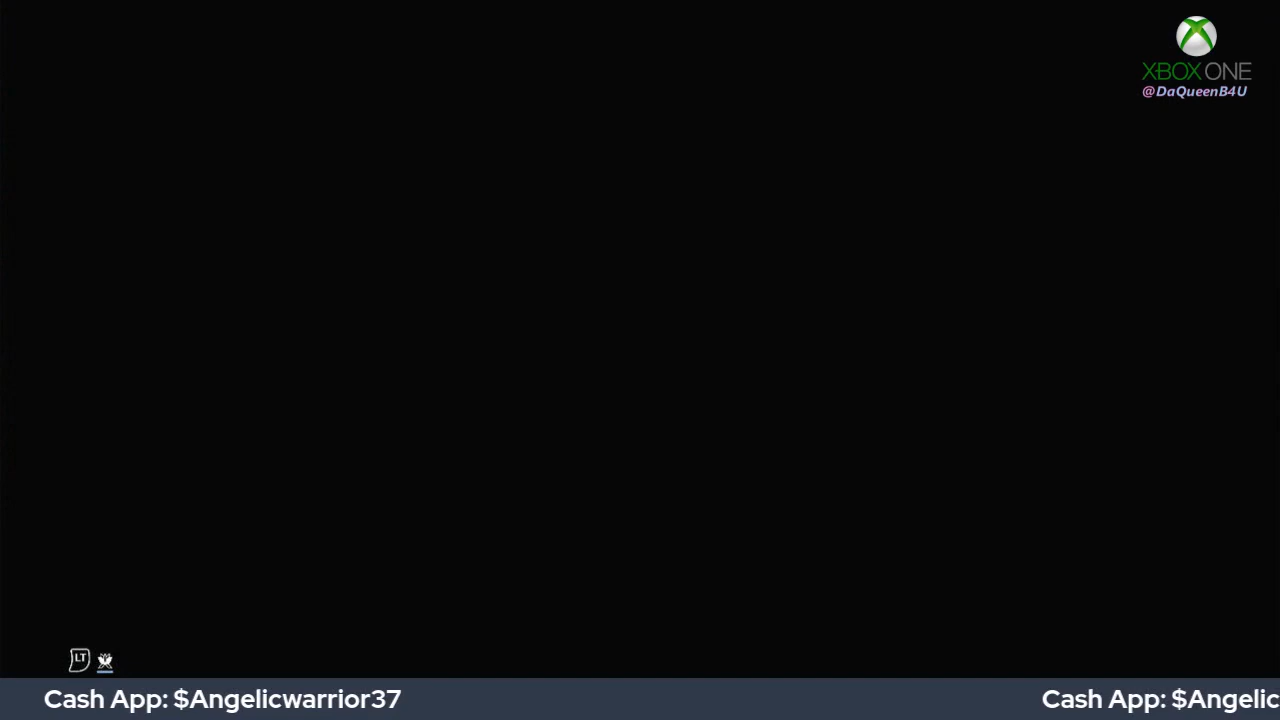 XBOX ONE
@DaQueenB4U
LT
Cash App: $Angelicwarrior37
Cash App: $Angelic